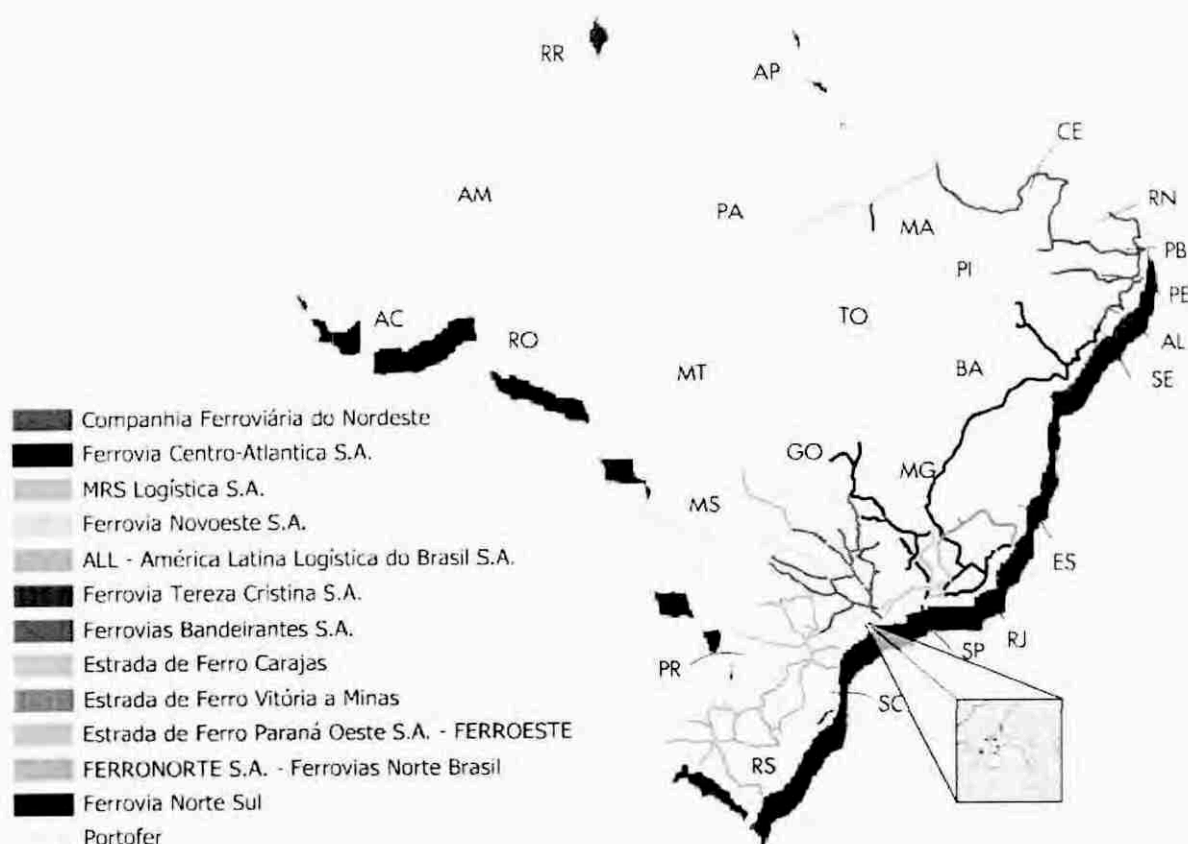 RR
AP
CE
AM
PA
RN
MA
PB
PI
PE
AC
TO
AL
RO
MT
BA
SE
Companhia Ferroviária do Nordeste
Ferrovia Centro-Atlantica S.A.
GO
MG
MRS Logística S.A.
MS
Ferrovia Novoeste S.A.
ALL - América Latina Logística do Brasil S.A.
ES
Ferrovia Tereza Cristina S.A.
Ferrovias Bandeirantes S.A.
RJ
SP
Estrada de Ferro Carajas
PR
Estrada de Ferro Vitória a Minas
SC
Estrada de Ferro Paraná Oeste S.A. - FERROESTE
FERRONORTE S.A. - Ferrovias Norte Brasil
RS
Ferrovia Norte Sul
Portofer